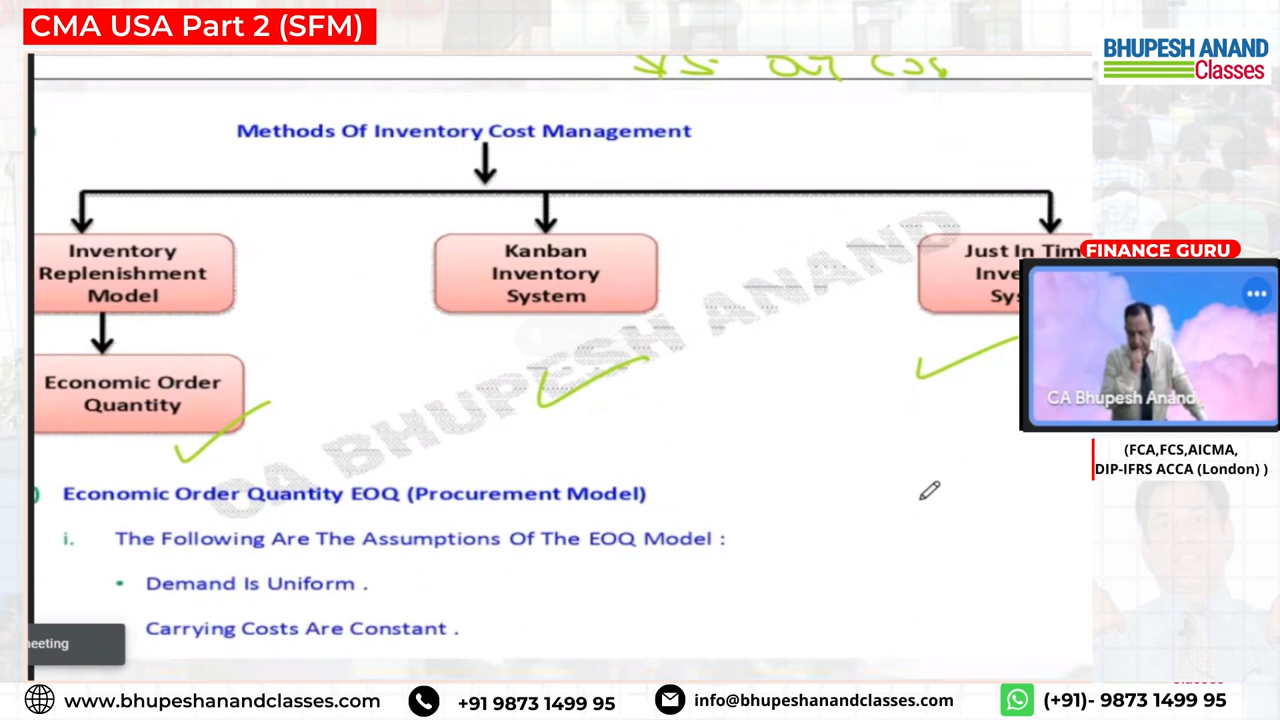 CMA USA Part 2 (SFM)
BHUPESH ANAND
Classes
Methods Of Inventory Cost Management
Inventory
Replenishment
Model
Kanban
Inventory
System
Just In Tim
Inve
Sys
FINANCE GURU
Economic Order
Quantity
CA Bhupesh Anand
CA BHUPESH ANAND
(FCA,FCS,AICMA,
DIP-IFRS ACCA (London) )
Economic Order Quantity EOQ (Procurement Model)
i. The Following Are The Assumptions Of The EOQ Model :
• Demand Is Uniform .
Carrying Costs Are Constant .
eeting
Classes
www.bhupeshanandclasses.com
+91 9873 1499 95
info@bhupeshanandclasses.com
(+91)- 9873 1499 95